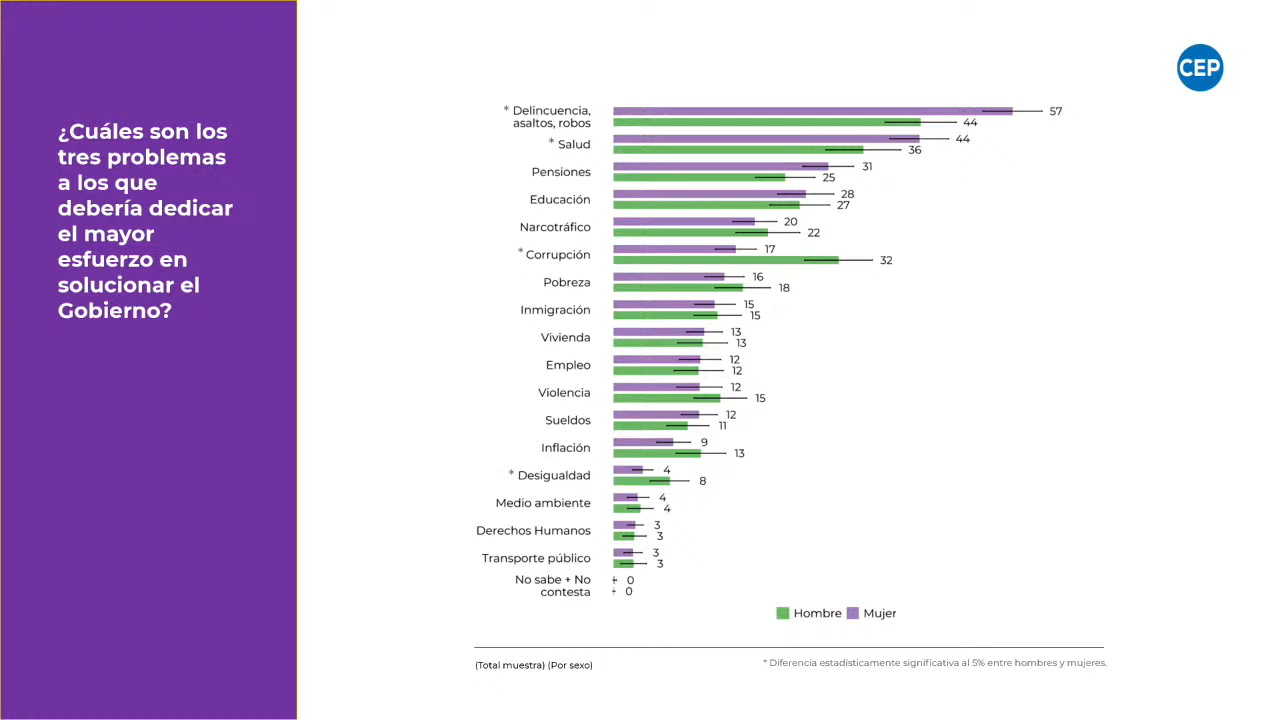 CEP
¿Cuáles son los
tres problemas
a los que
debería dedicar
el mayor
esfuerzo en
solucionar el
Gobierno?
* Delincuencia,
asaltos, robos
57
44
* Salud
44
36
Pensiones
31
25
Educación
28
27
Narcotráfico
20
22
* Corrupción
17
32
Pobreza
16
18
Inmigración
15
15
Vivienda
13
13
Empleo
12
12
Violencia
12
15
Sueldos
12
11
Inflación
9
13
* Desigualdad
4
8
Medio ambiente
4
4
Derechos Humanos
3
3
Transporte público
3
3
No sabe + No
contesta
0
0
Hombre Mujer
(Total muestra) (Por sexo)
* Diferencia estadísticamente significativa al 5% entre hombres y mujeres.